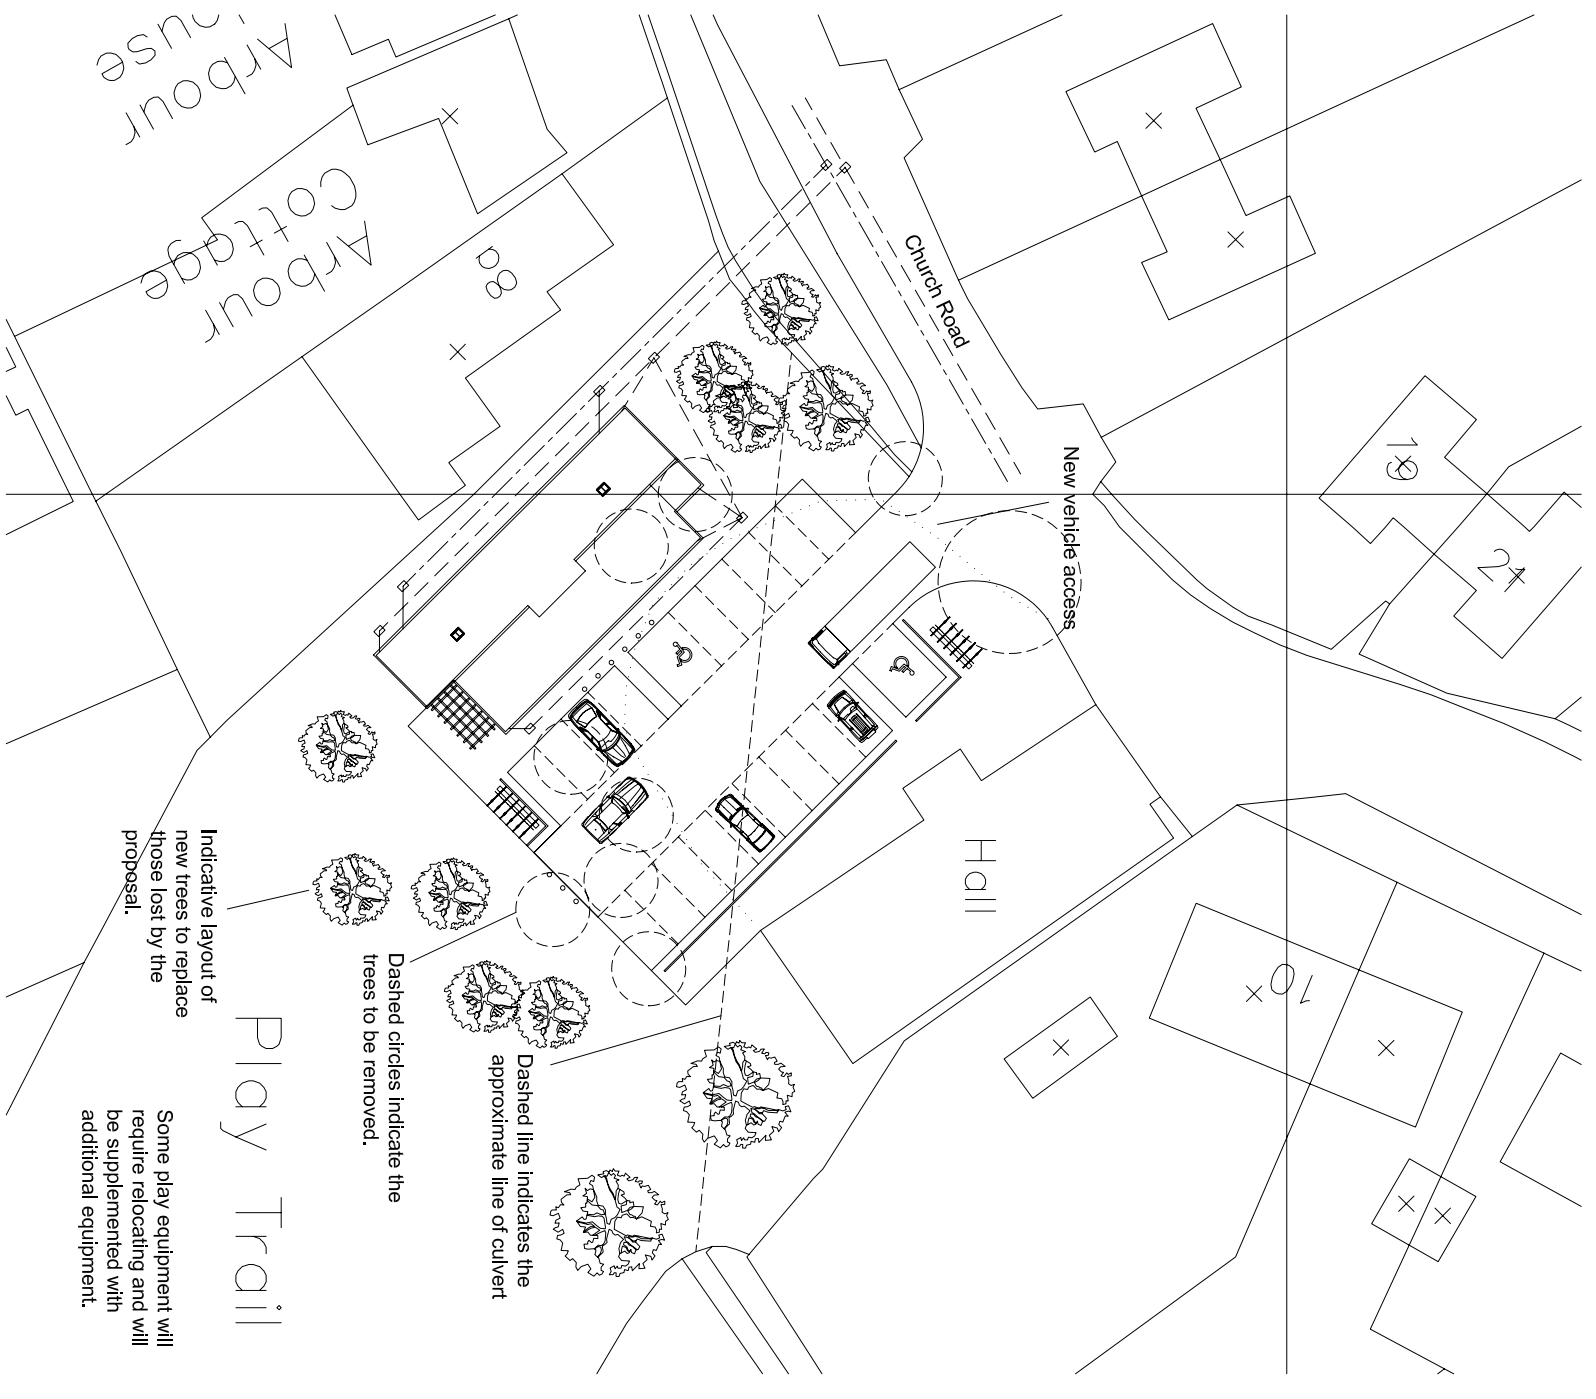 Arbour
House
Arbour
Cottage
8a
Church Road
New vehicle access
19
21
Hall
10
Indicative layout of
new trees to replace
those lost by the
proposal.
Dashed circles indicate the
trees to be removed.
Dashed line indicates the
approximate line of culvert
Play Trail
Some play equipment will
require relocating and will
be supplemented with
additional equipment.